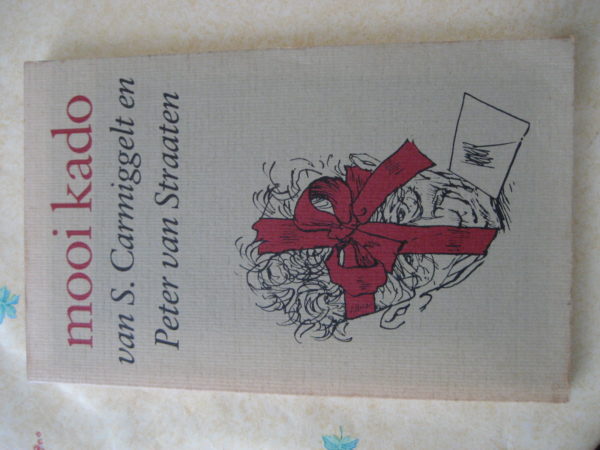 mooi kado
van S. Carmiggelt en
Peter van Straaten